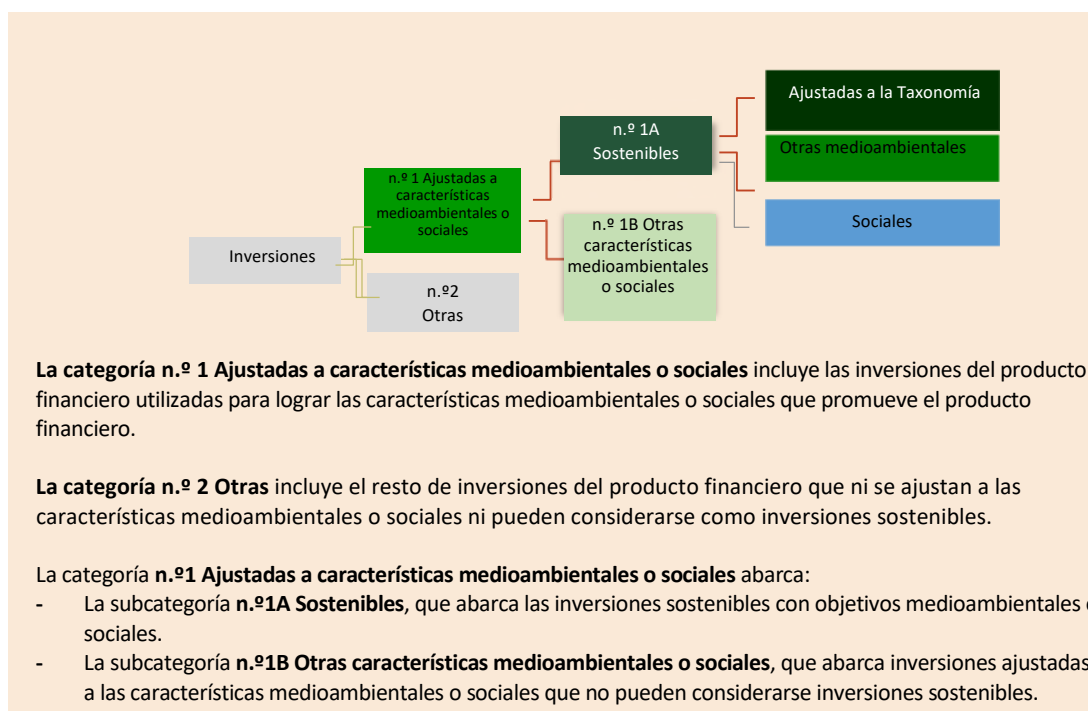 Ajustadas a la Taxonomía
n.º 1A
Sostenibles
Otras medioambientales
n.º 1 Ajustadas a
características
medioambientales o
sociales
Sociales
n.º 1B Otras
características
medioambientales
o sociales
Inversiones
n.º2
Otras
La categoría n.º 1 Ajustadas a características medioambientales o sociales incluye las inversiones del producto
financiero utilizadas para lograr las características medioambientales o sociales que promueve el producto
financiero.
La categoría n.º 2 Otras incluye el resto de inversiones del producto financiero que ni se ajustan a las
características medioambientales o sociales ni pueden considerarse como inversiones sostenibles.
La categoría n.º1 Ajustadas a características medioambientales o sociales abarca:
- La subcategoría n.º1A Sostenibles, que abarca las inversiones sostenibles con objetivos medioambientales
sociales.
- La subcategoría n.º1B Otras características medioambientales o sociales, que abarca inversiones ajustadas
a las características medioambientales o sociales que no pueden considerarse inversiones sostenibles.